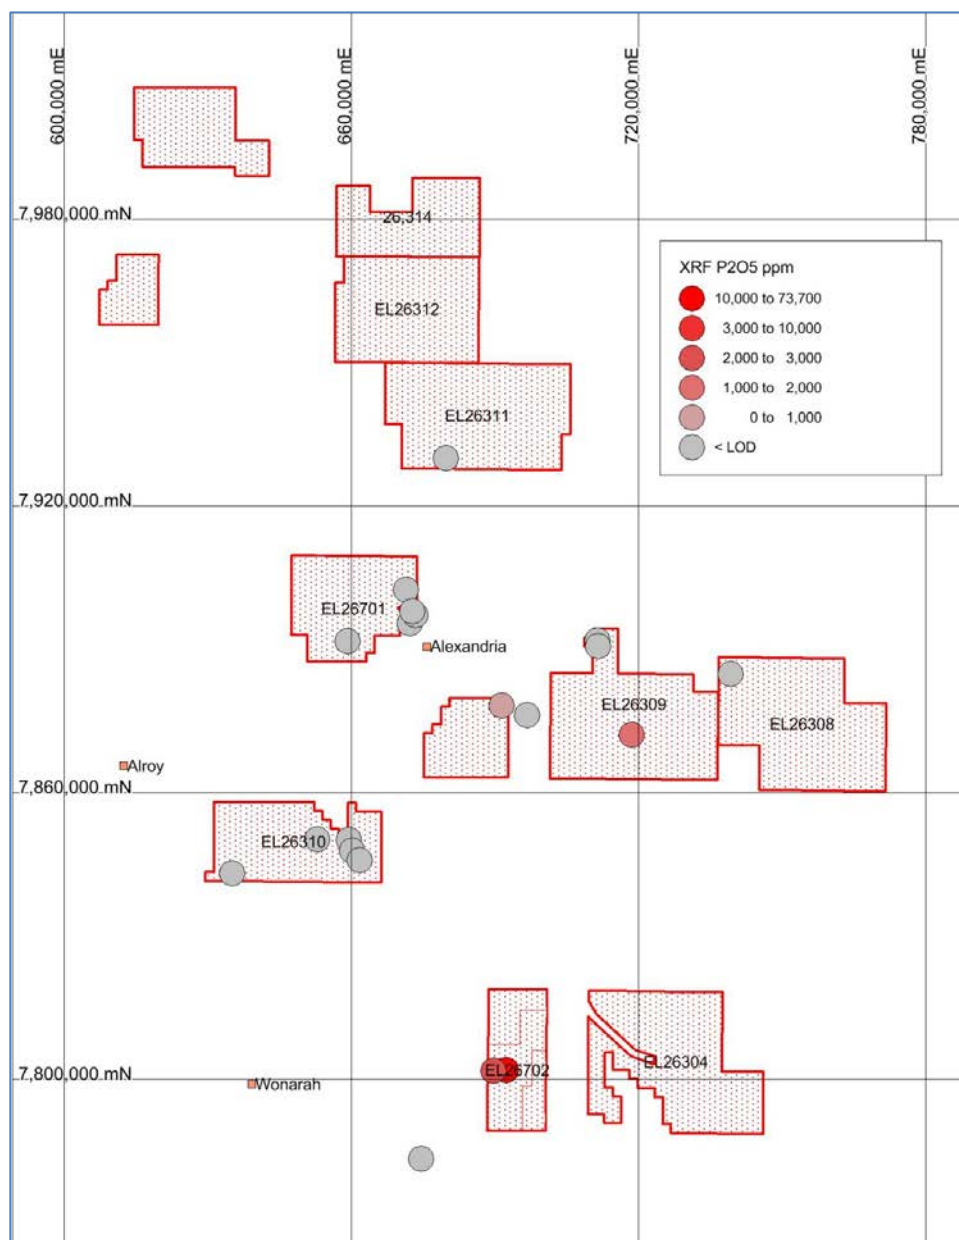 600,000 mE
660,000 mE
720,000 mE
780,000 mE
7,980,000 mN
26,314
XRF P2O5 ppm
10,000 to 73,700
3,000 to 10,000
EL26312
2,000 to 3,000
1,000 to 2,000
0 to 1,000
EL26311
< LOD
7,920,000 mN
EL26701
Alexandria
EL26309
EL26308
Alroy
7,860,000 mN
EL26310
EL26702
EL26304
7,800,000 mN
Wonarah